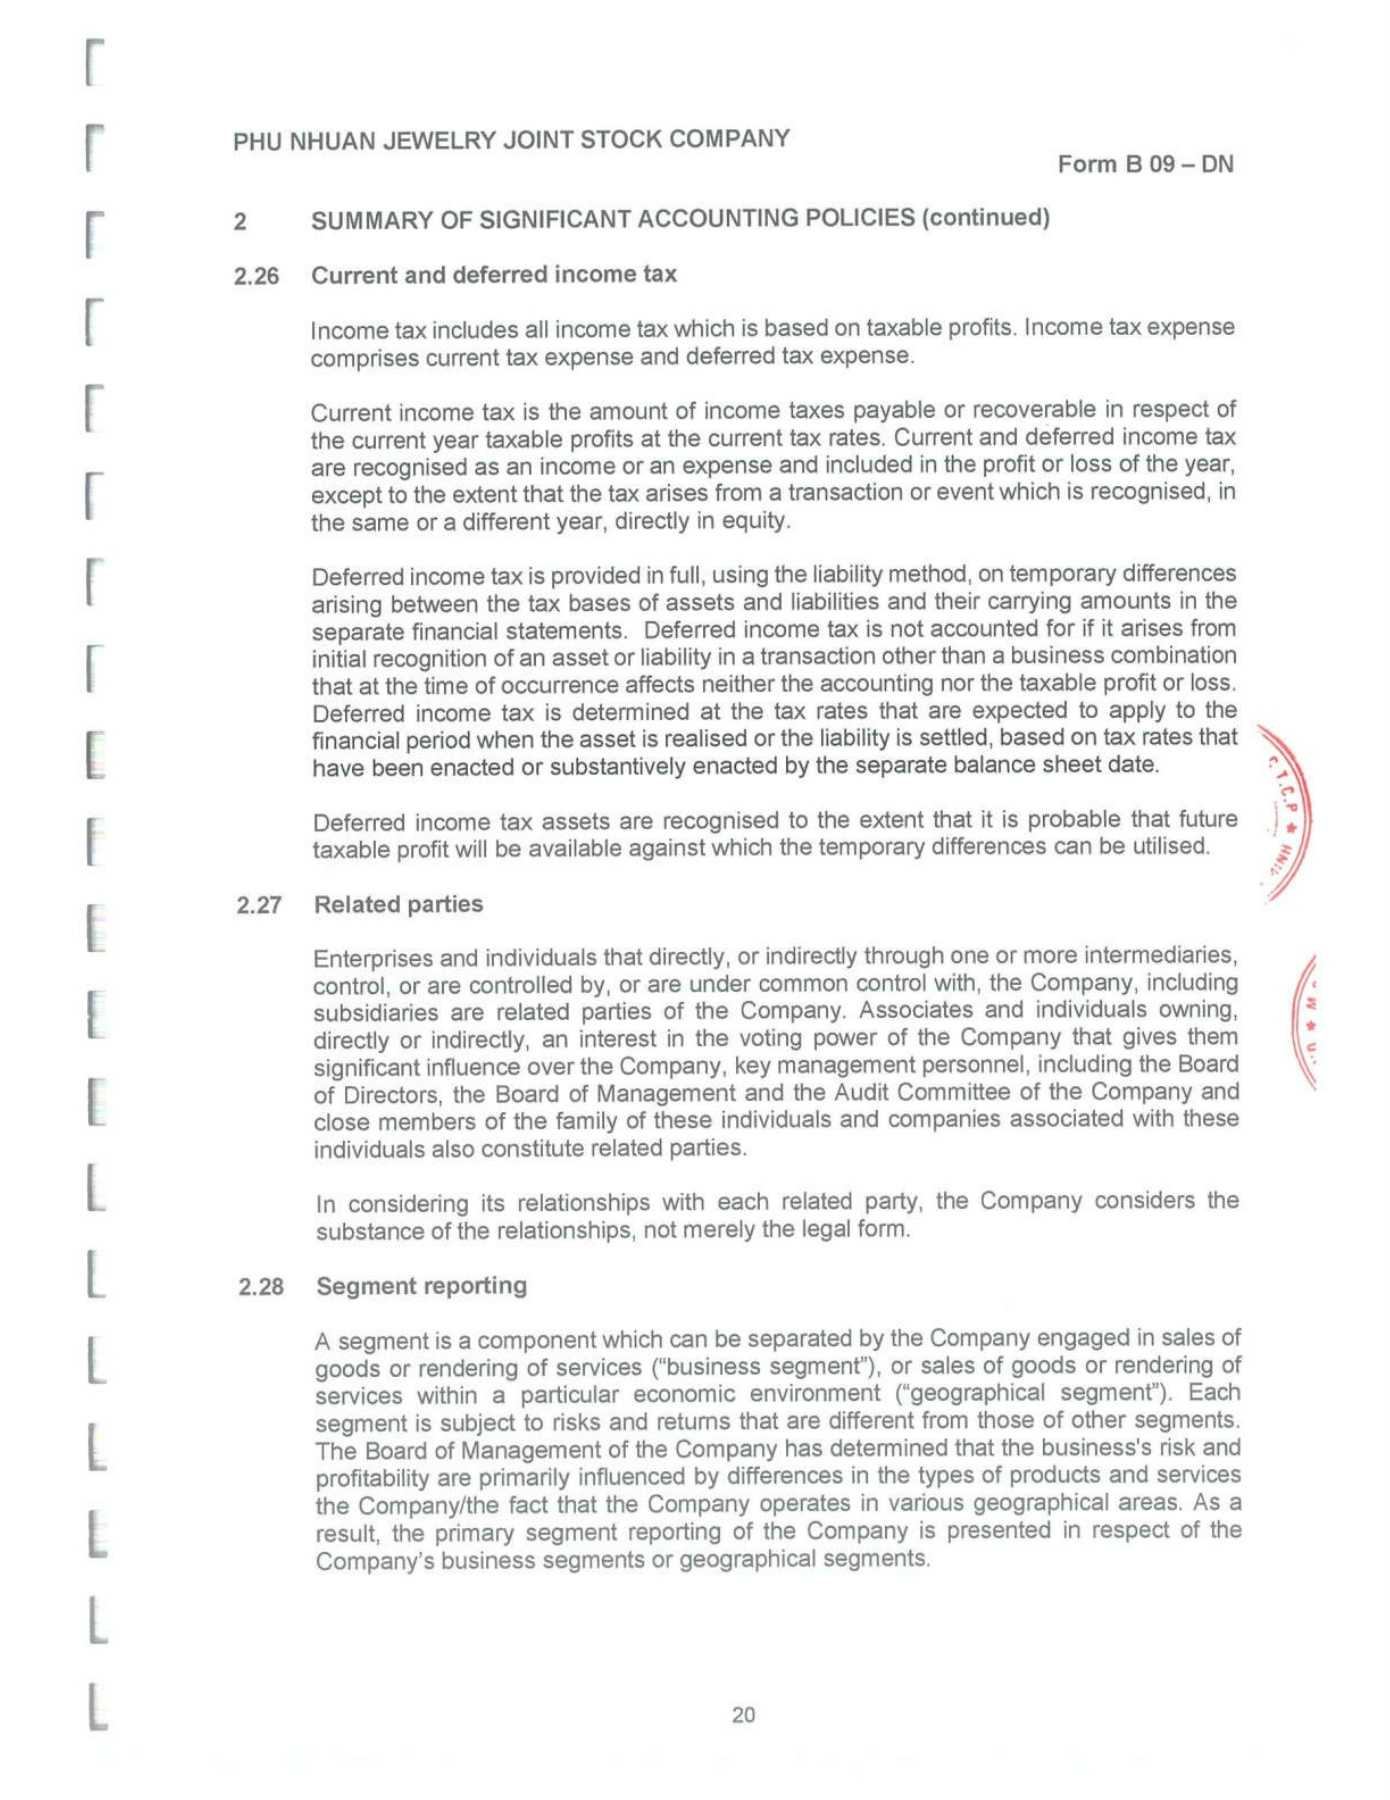 PHU NHUAN JEWELRY JOINT STOCK COMPANY
Form B 09 – DN
2 SUMMARY OF SIGNIFICANT ACCOUNTING POLICIES (continued)
2.26 Current and deferred income tax
Income tax includes all income tax which is based on taxable profits. Income tax expense
comprises current tax expense and deferred tax expense.
Current income tax is the amount of income taxes payable or recoverable in respect of
the current year taxable profits at the current tax rates. Current and deferred income tax
are recognised as an income or an expense and included in the profit or loss of the year,
except to the extent that the tax arises from a transaction or event which is recognised, in
the same or a different year, directly in equity.
Deferred income tax is provided in full, using the liability method, on temporary differences
arising between the tax bases of assets and liabilities and their carrying amounts in the
separate financial statements. Deferred income tax is not accounted for if it arises from
initial recognition of an asset or liability in a transaction other than a business combination
that at the time of occurrence affects neither the accounting nor the taxable profit or loss.
Deferred income tax is determined at the tax rates that are expected to apply to the
financial period when the asset is realised or the liability is settled, based on tax rates that
have been enacted or substantively enacted by the separate balance sheet date.
Deferred income tax assets are recognised to the extent that it is probable that future
taxable profit will be available against which the temporary differences can be utilised.
2.27 Related parties
Enterprises and individuals that directly, or indirectly through one or more intermediaries,
control, or are controlled by, or are under common control with, the Company, including
subsidiaries are related parties of the Company. Associates and individuals owning,
directly or indirectly, an interest in the voting power of the Company that gives them
significant influence over the Company, key management personnel, including the Board
of Directors, the Board of Management and the Audit Committee of the Company and
close members of the family of these individuals and companies associated with these
individuals also constitute related parties.
In considering its relationships with each related party, the Company considers the
substance of the relationships, not merely the legal form.
2.28 Segment reporting
A segment is a component which can be separated by the Company engaged in sales of
goods or rendering of services (“business segment”), or sales of goods or rendering of
services within a particular economic environment (“geographical segment”). Each
segment is subject to risks and returns that are different from those of other segments.
The Board of Management of the Company has determined that the business's risk and
profitability are primarily influenced by differences in the types of products and services
the Company/the fact that the Company operates in various geographical areas. As a
result, the primary segment reporting of the Company is presented in respect of the
Company’s business segments or geographical segments.
20
T.C.P